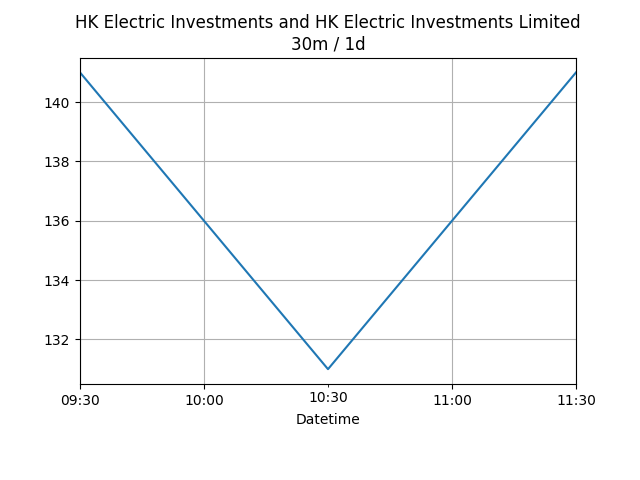 HK Electric Investments and HK Electric Investments Limited
30m / 1d
140
138
136
134
132
09:30 10:00 10:30 11:00 11:30
Datetime